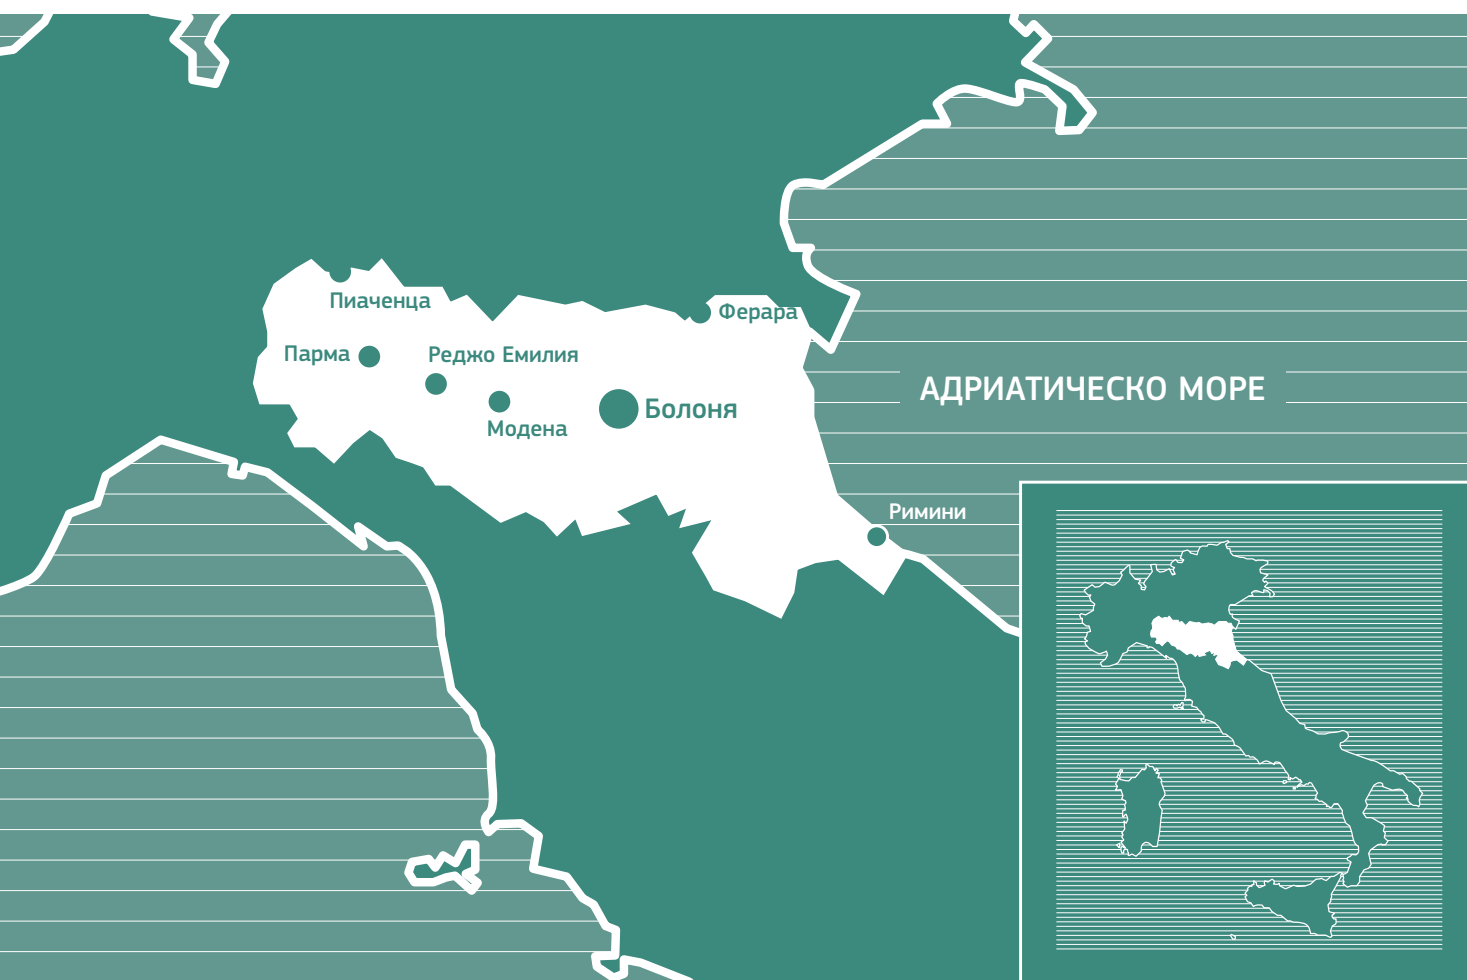 Пиаченца
Ферара
Парма
Реджо Емилия
АДРИАТИЧЕСКО МОРЕ
Болоня
Модена
Римини